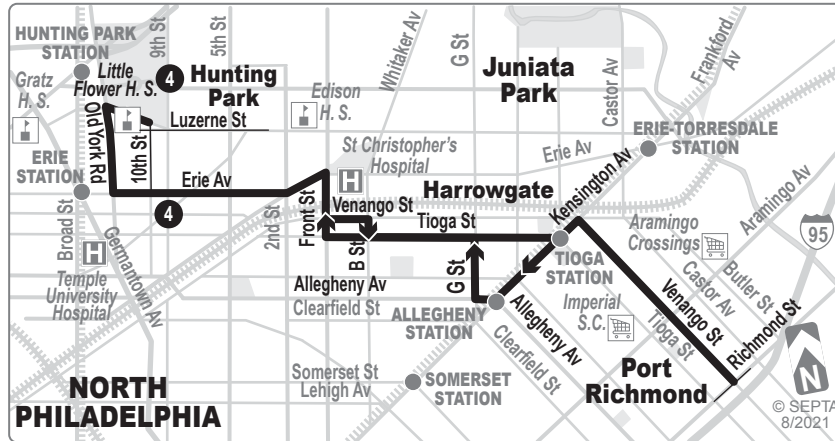 HUNTING PARK
STATION
9th St
5th St
Whitaker Av
G St
Castor Av
Frankford
Av
Gratz
H. S.
Little
Flower H. S.
4
Hunting
Park
Juniata
Park
Edison
H. S.
Old York Rd
10th St
Luzerne St
St Christopher's
Hospital
Erie Av
ERIE-TORRESDALE
STATION
ERIE
STATION
Erie Av
Harrowgate
Kensington Av
Aramingo Av
4
2nd St
Front St
Venango St
Tioga St
Aramingo
Crossings
95
Broad St
Germantown Av
B St
TIOGA
STATION
Butler St
Castor Av
Temple
University
Hospital
H
H
Allegheny Av
Clearfield St
G St
ALLEGHENY
STATION
Allegheny Av
Imperial
S.C.
Venango St
Tioga St
Richmond St
Clearfield St
Somerset St
Lehigh Av
SOMERSET
STATION
Port
Richmond
NORTH
PHILADELPHIA
N
© SEPTA
8/2021